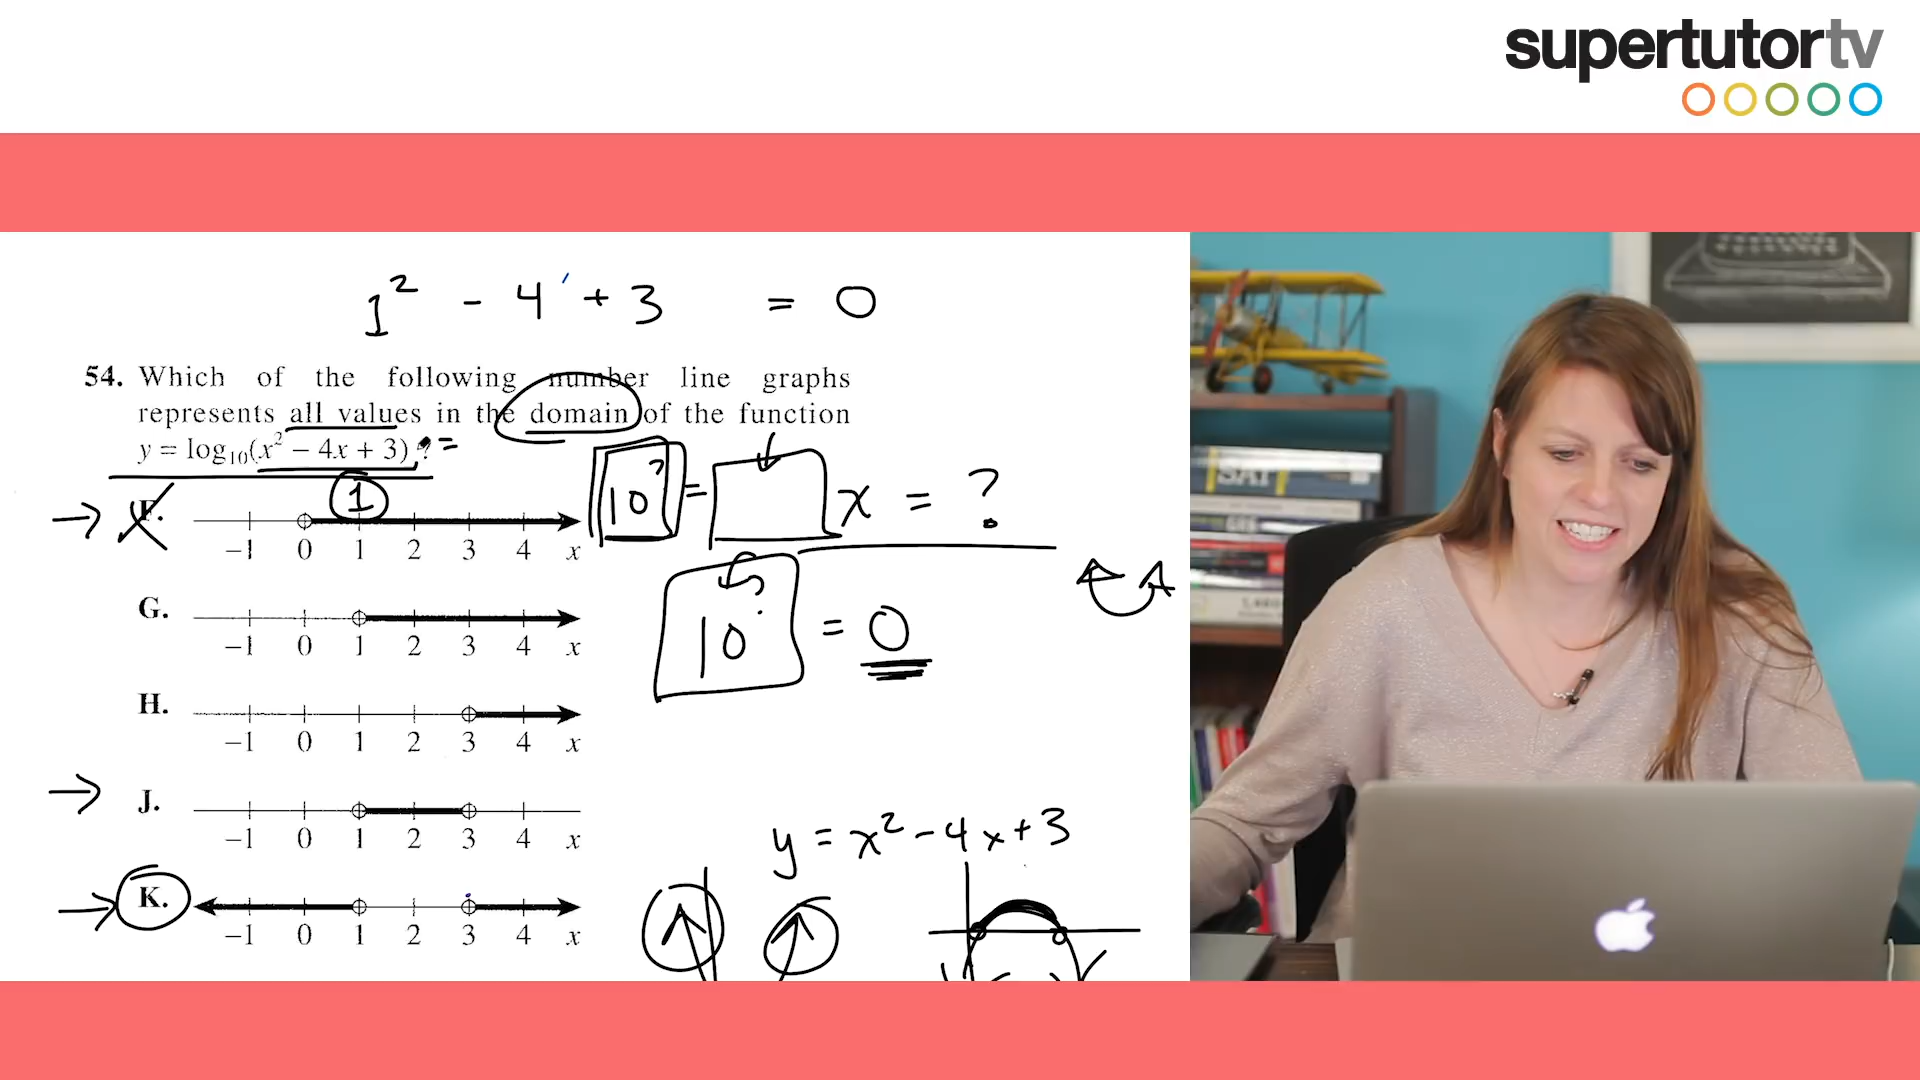 supertutortv
1² - 4 + 3 = 0
54. Which of the following number line graphs
represents all values in the domain of the function
y = log₁₀(x² − 4x + 3) ? =
10? = x = ?
1
F.
−1 0 1 2 3 4 x
10? = 0
G.
−1 0 1 2 3 4 x
H.
−1 0 1 2 3 4 x
J.
−1 0 1 2 3 4 x
y = x² - 4x + 3
K.
−1 0 1 2 3 4 x
SAT